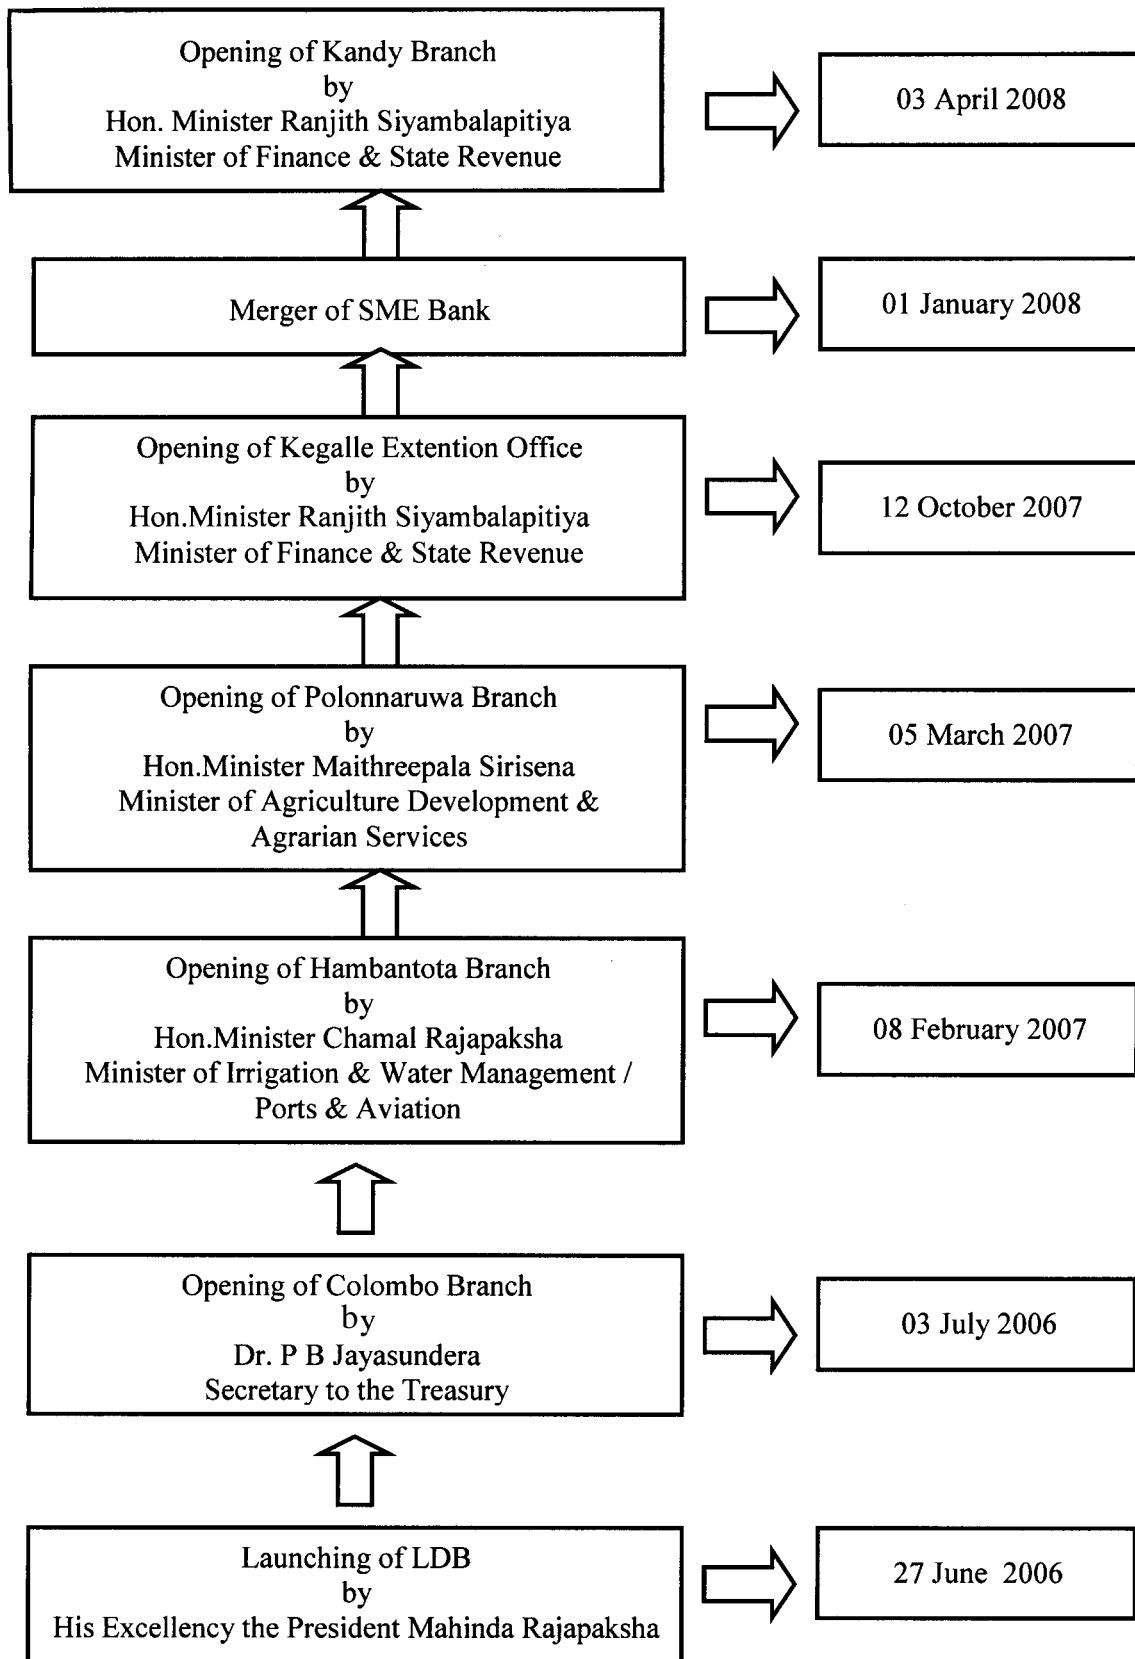 Opening of Kandy Branch
by
Hon. Minister Ranjith Siyambalapitiya
Minister of Finance & State Revenue
03 April 2008
Merger of SME Bank
01 January 2008
Opening of Kegalle Extention Office
by
Hon.Minister Ranjith Siyambalapitiya
Minister of Finance & State Revenue
12 October 2007
Opening of Polonnaruwa Branch
by
Hon.Minister Maithreepala Sirisena
Minister of Agriculture Development &
Agrarian Services
05 March 2007
Opening of Hambantota Branch
by
Hon.Minister Chamal Rajapaksha
Minister of Irrigation & Water Management /
Ports & Aviation
08 February 2007
Opening of Colombo Branch
by
Dr. P B Jayasundera
Secretary to the Treasury
03 July 2006
Launching of LDB
by
His Excellency the President Mahinda Rajapaksha
27 June 2006